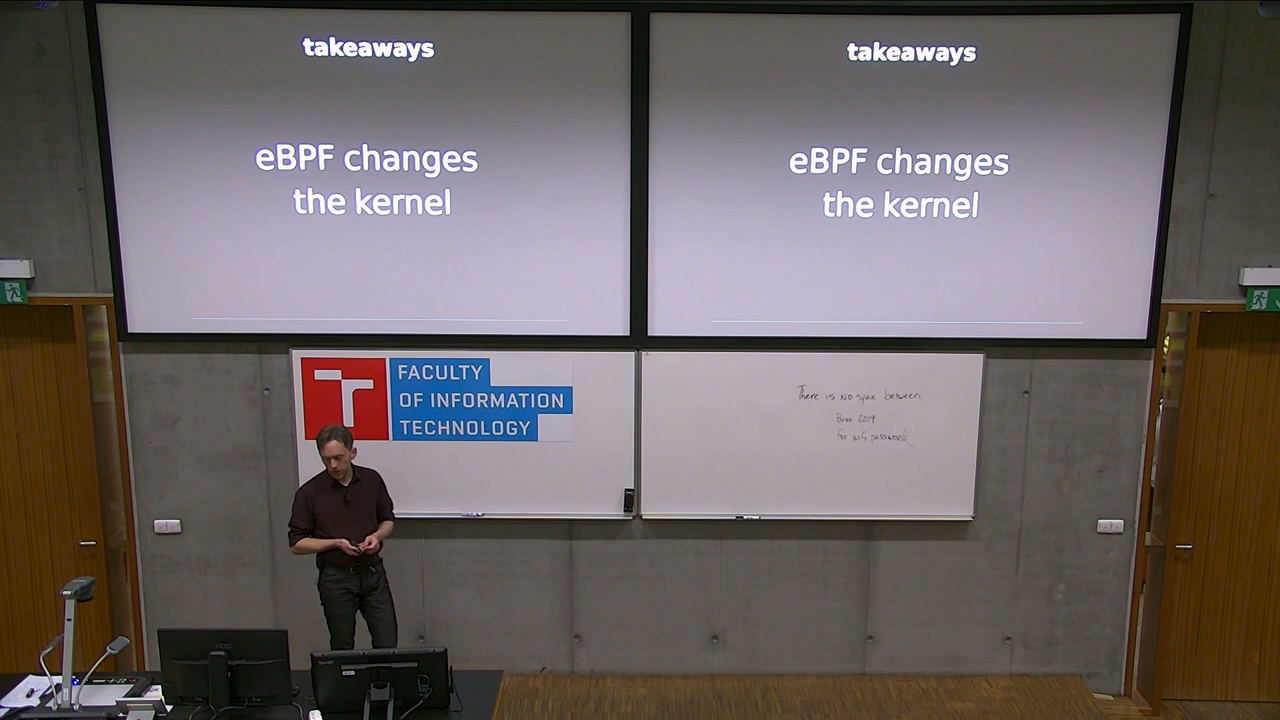 takeaways
eBPF changes
the kernel
takeaways
eBPF changes
the kernel
FACULTY
OF INFORMATION
TECHNOLOGY
There is NO space between
Brno 2019
for wifi password